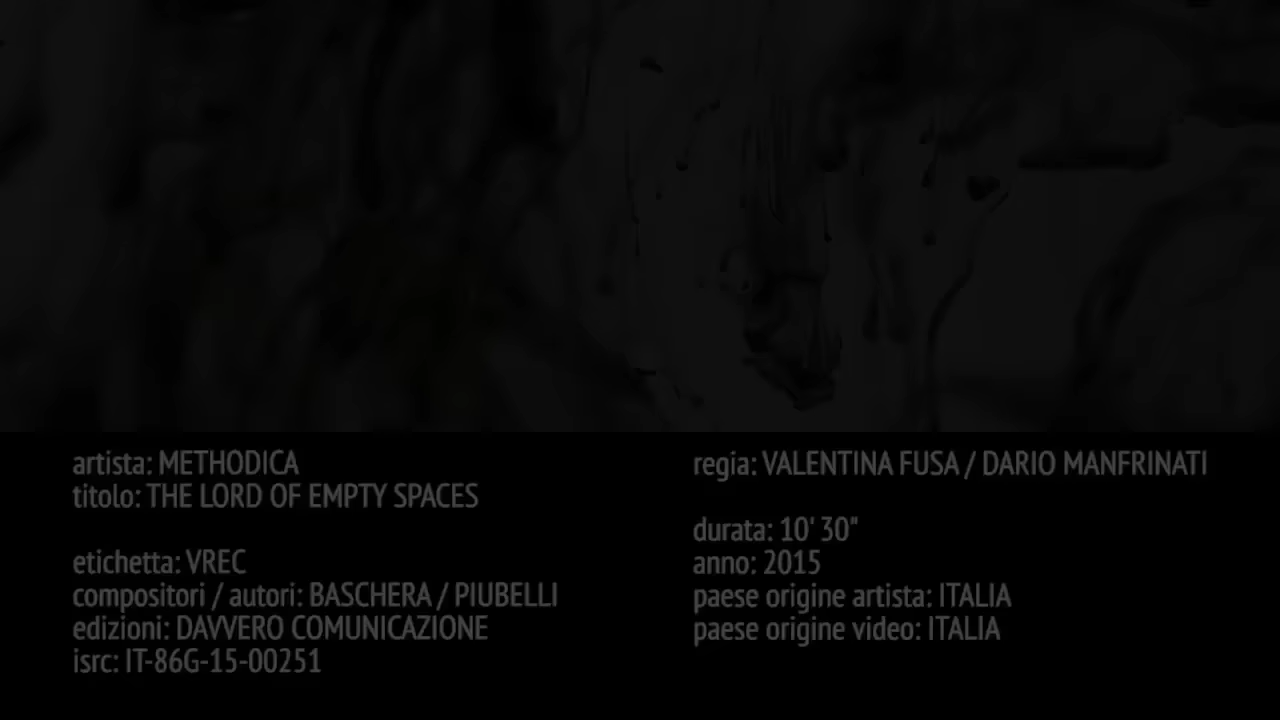 artista: METHODICA
titolo: THE LORD OF EMPTY SPACES
etichetta: VREC
compositori / autori: BASCHERA / PIUBELLI
edizioni: DAVVERO COMUNICAZIONE
isrc: IT-86G-15-00251
regia: VALENTINA FUSA / DARIO MANFRINATI
durata: 10' 30"
anno: 2015
paese origine artista: ITALIA
paese origine video: ITALIA